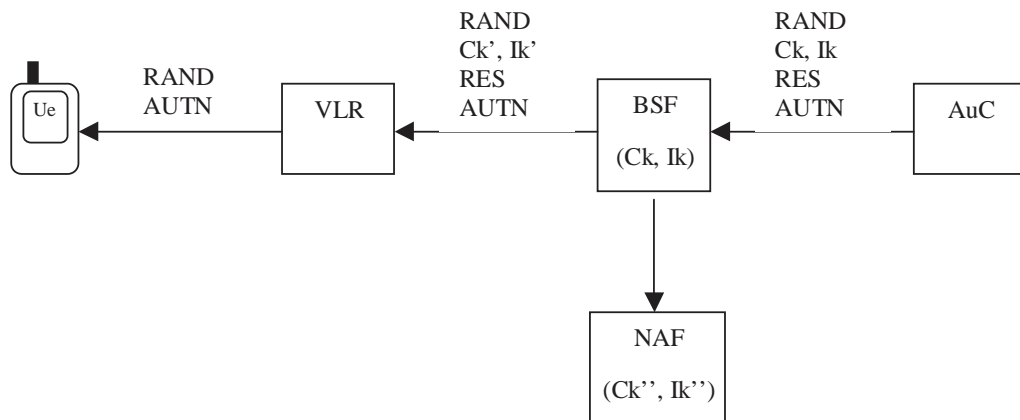 RAND
Ck’, Ik’
RES
AUTN
RAND
Ck, Ik
RES
AUTN
RAND
AUTN
Ue
VLR
BSF
(Ck, Ik)
AuC
NAF
(Ck’’, Ik’’)